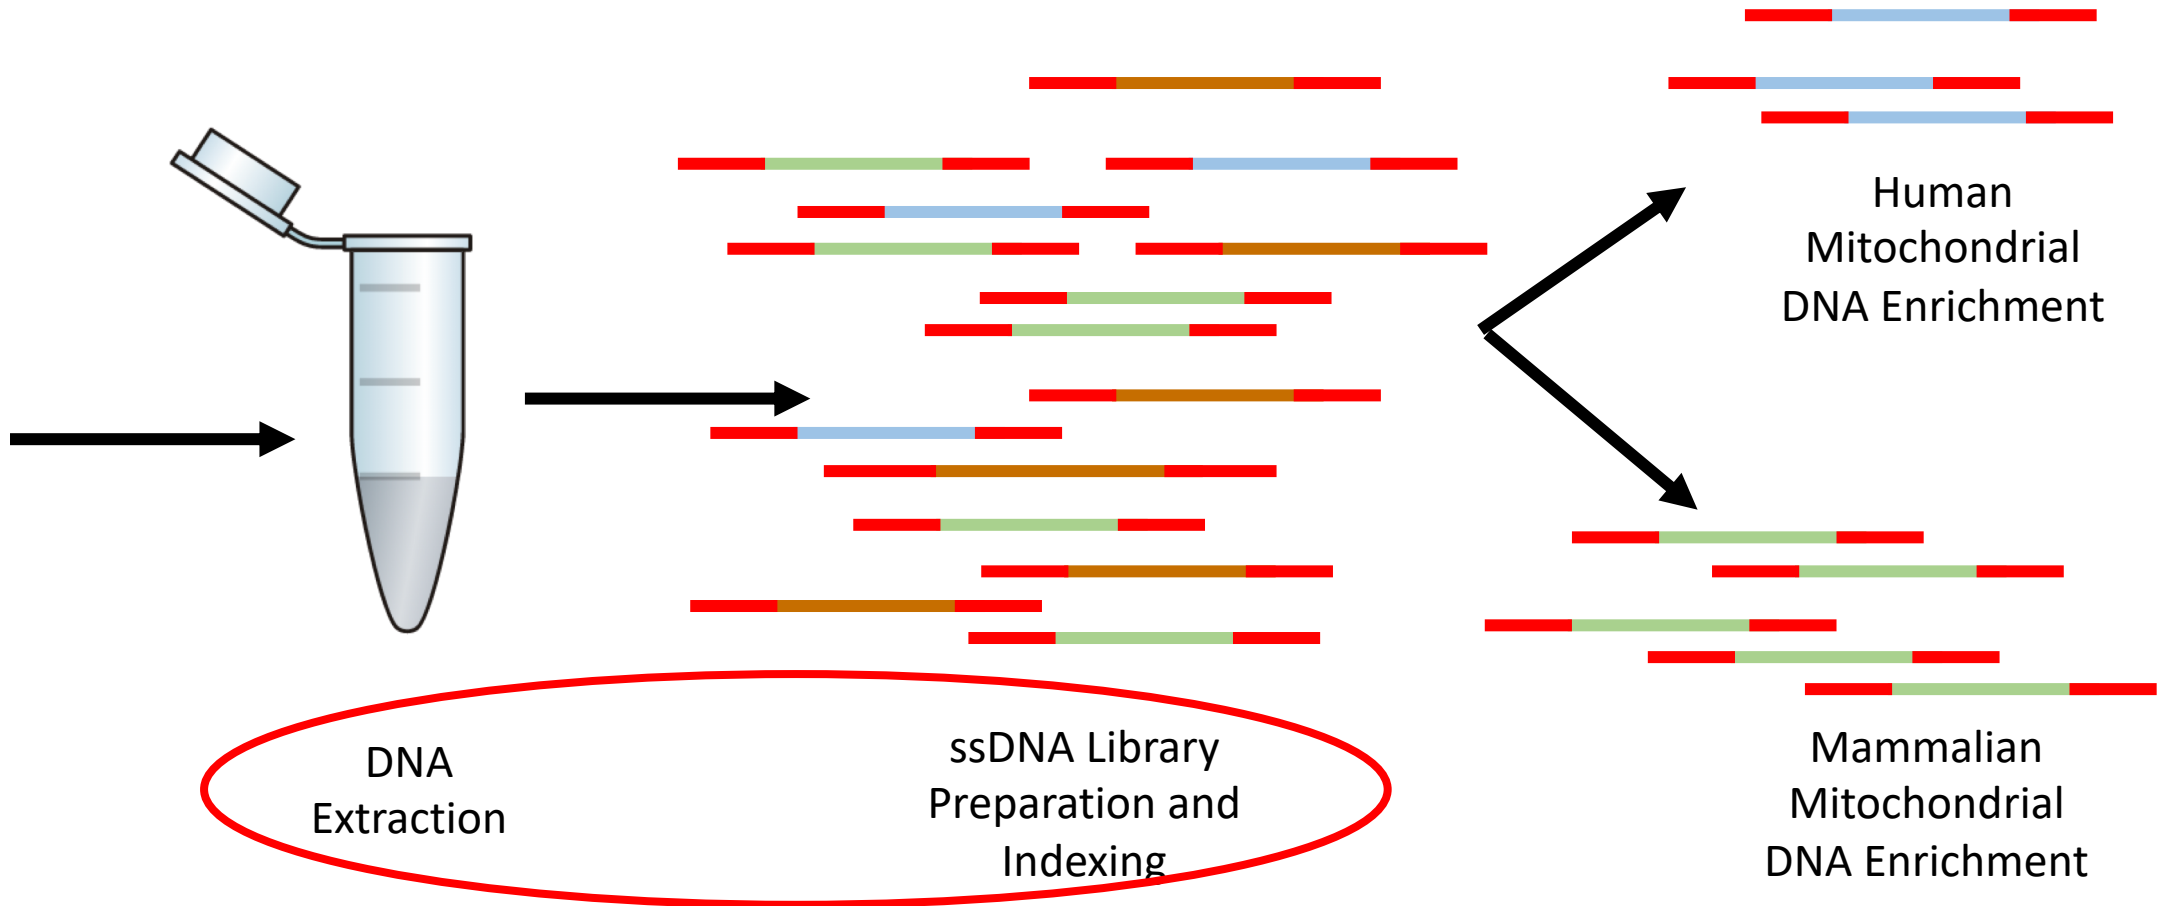 Human
Mitochondrial
DNA Enrichment
DNA
Extraction
ssDNA Library
Preparation and
Indexing
Mammalian
Mitochondrial
DNA Enrichment